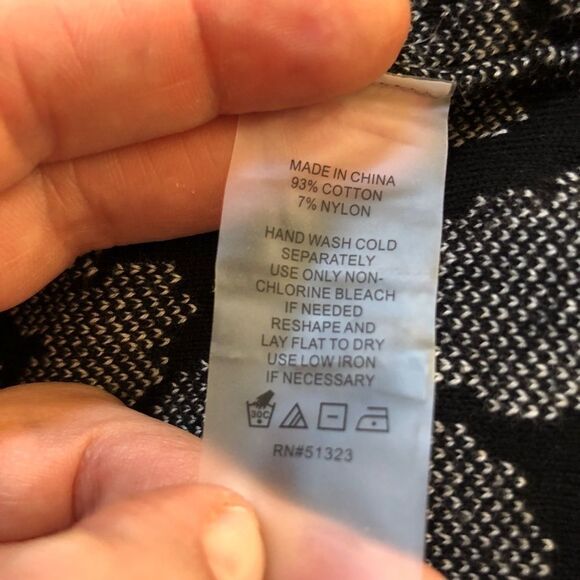 MADE IN CHINA
93% COTTON
7% NYLON
HAND WASH COLD
SEPARATELY
USE ONLY NON-
CHLORINE BLEACH
IF NEEDED
RESHAPE AND
LAY FLAT TO DRY
USE LOW IRON
IF NECESSARY
30C
RN#51323